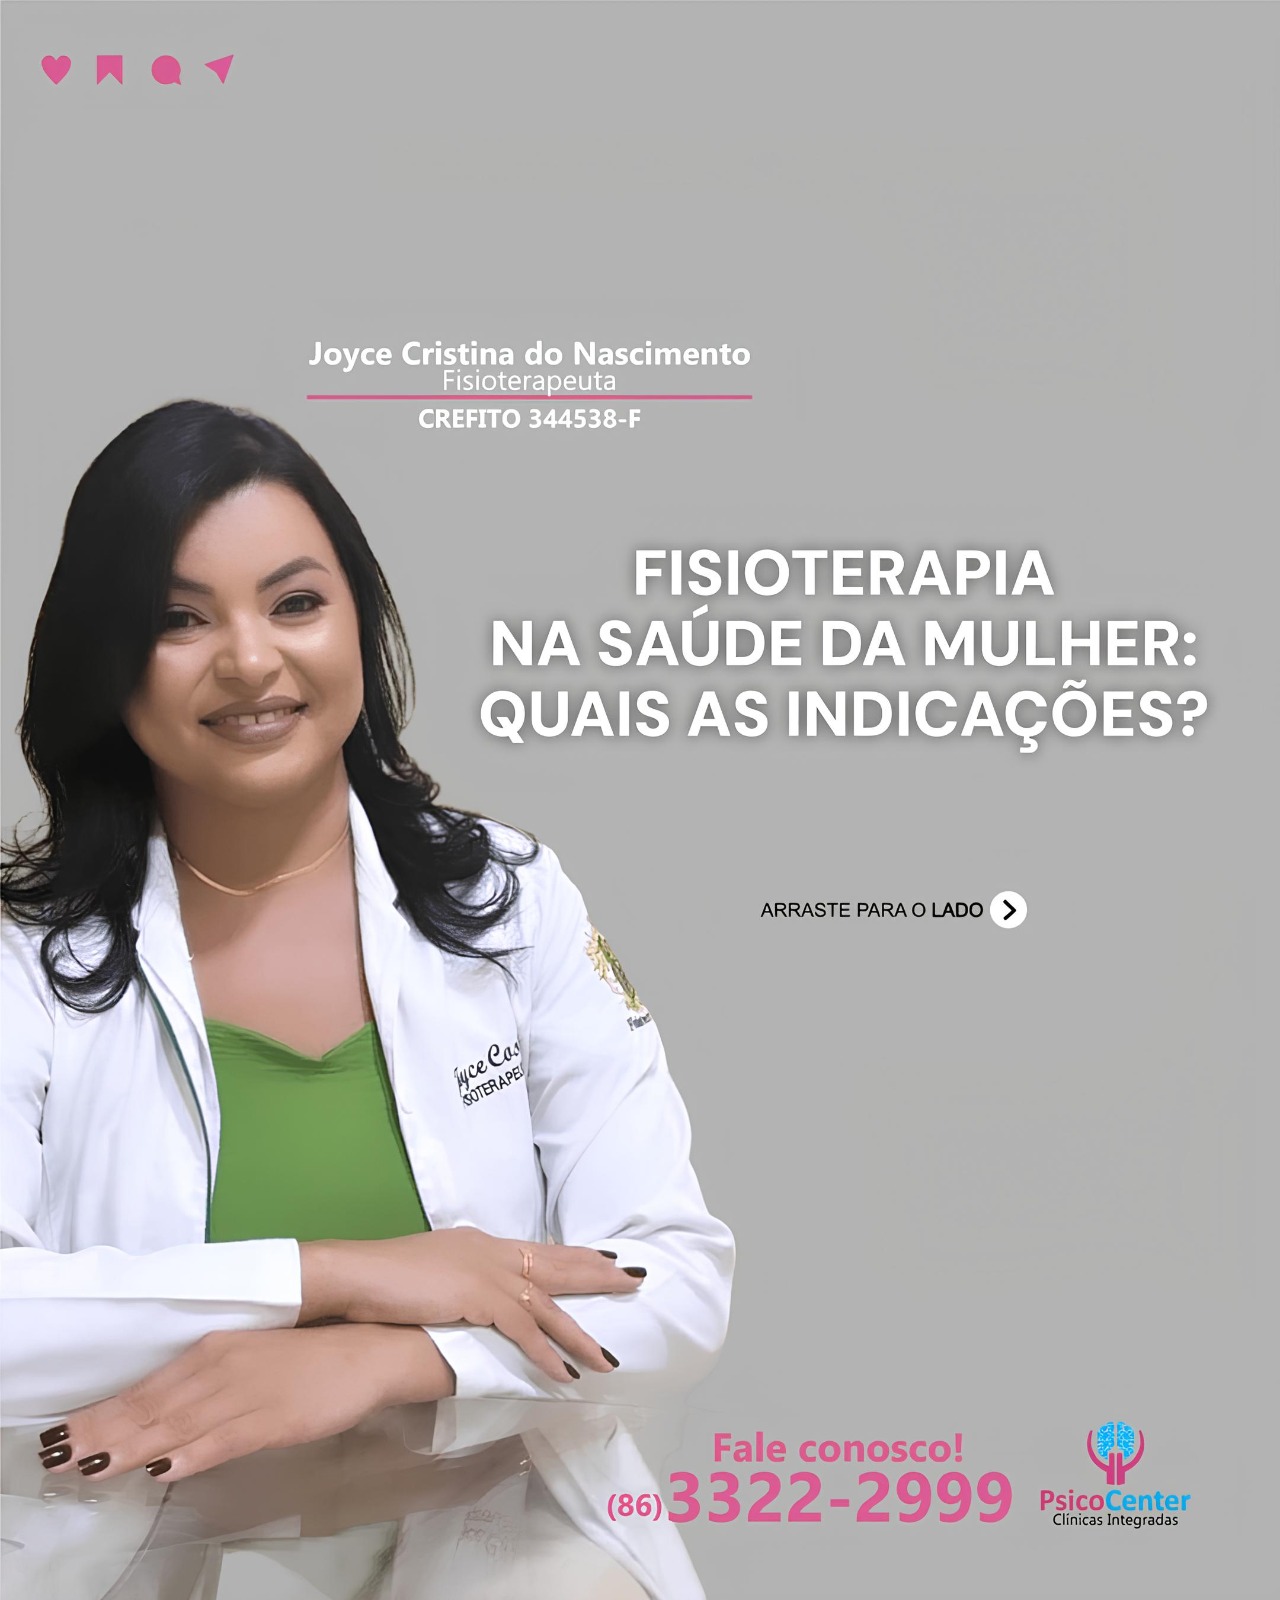 Joyce Cristina do Nascimento
Fisioterapeuta
CREFITO 344538-F
FISIOTERAPIA
NA SAÚDE DA MULHER:
QUAIS AS INDICAÇÕES?
ARRASTE PARA O LADO
Fale conosco!
(86)3322-2999
PsicoCenter
Clínicas Integradas